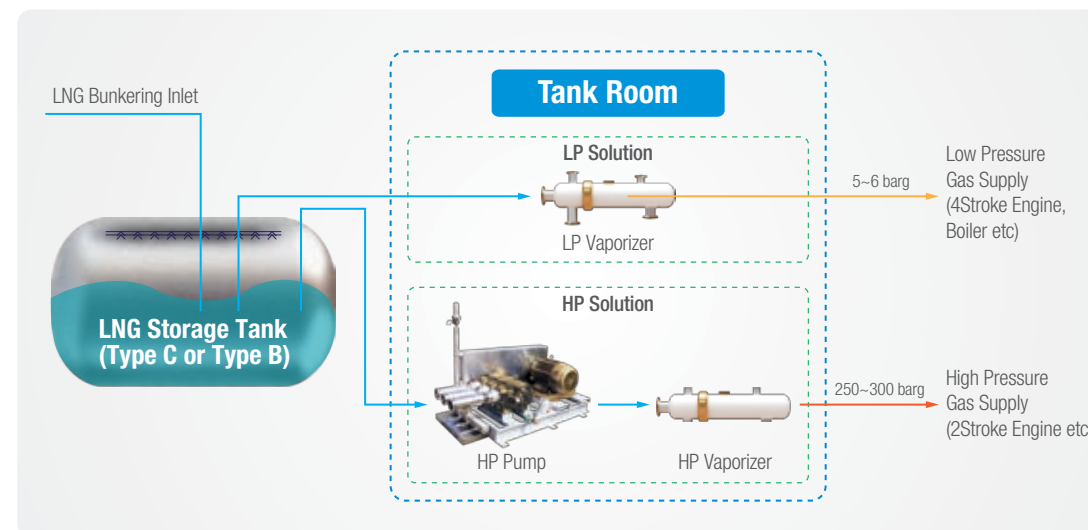 LNG Bunkering Inlet
Tank Room
LP Solution
LP Vaporizer
5~6 barg
Low Pressure
Gas Supply
(4Stroke Engine,
Boiler etc)
LNG Storage Tank
(Type C or Type B)
HP Solution
HP Pump
HP Vaporizer
250~300 barg
High Pressure
Gas Supply
(2Stroke Engine etc